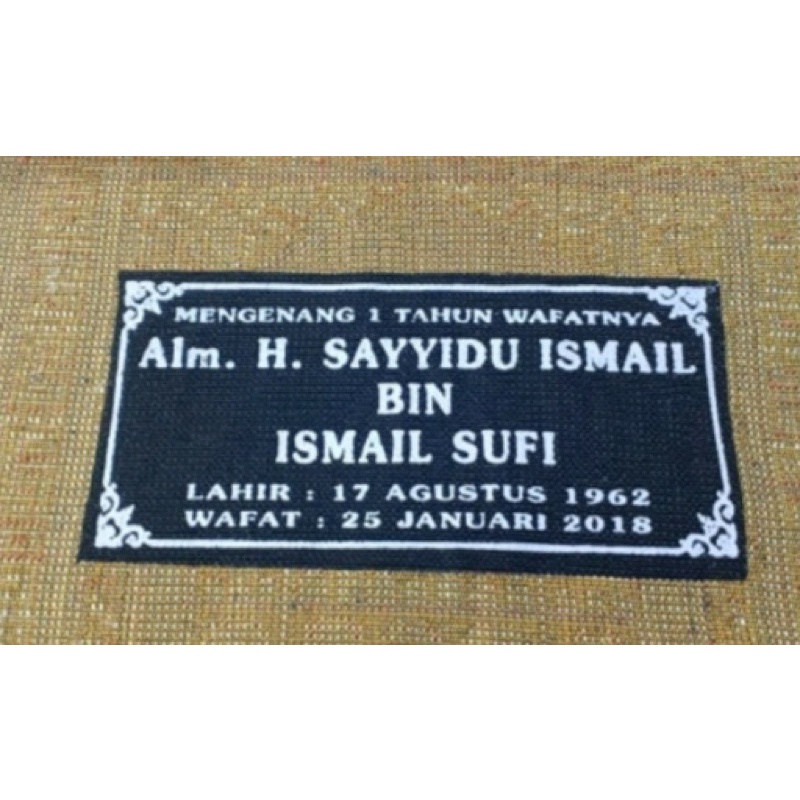 MENGENANG 1 TAHUN WAFATNYA
Alm. H. SAYYIDU ISMAIL
BIN
ISMAIL SUFI
LAHIR : 17 AGUSTUS 1962
WAFAT : 25 JANUARI 2018